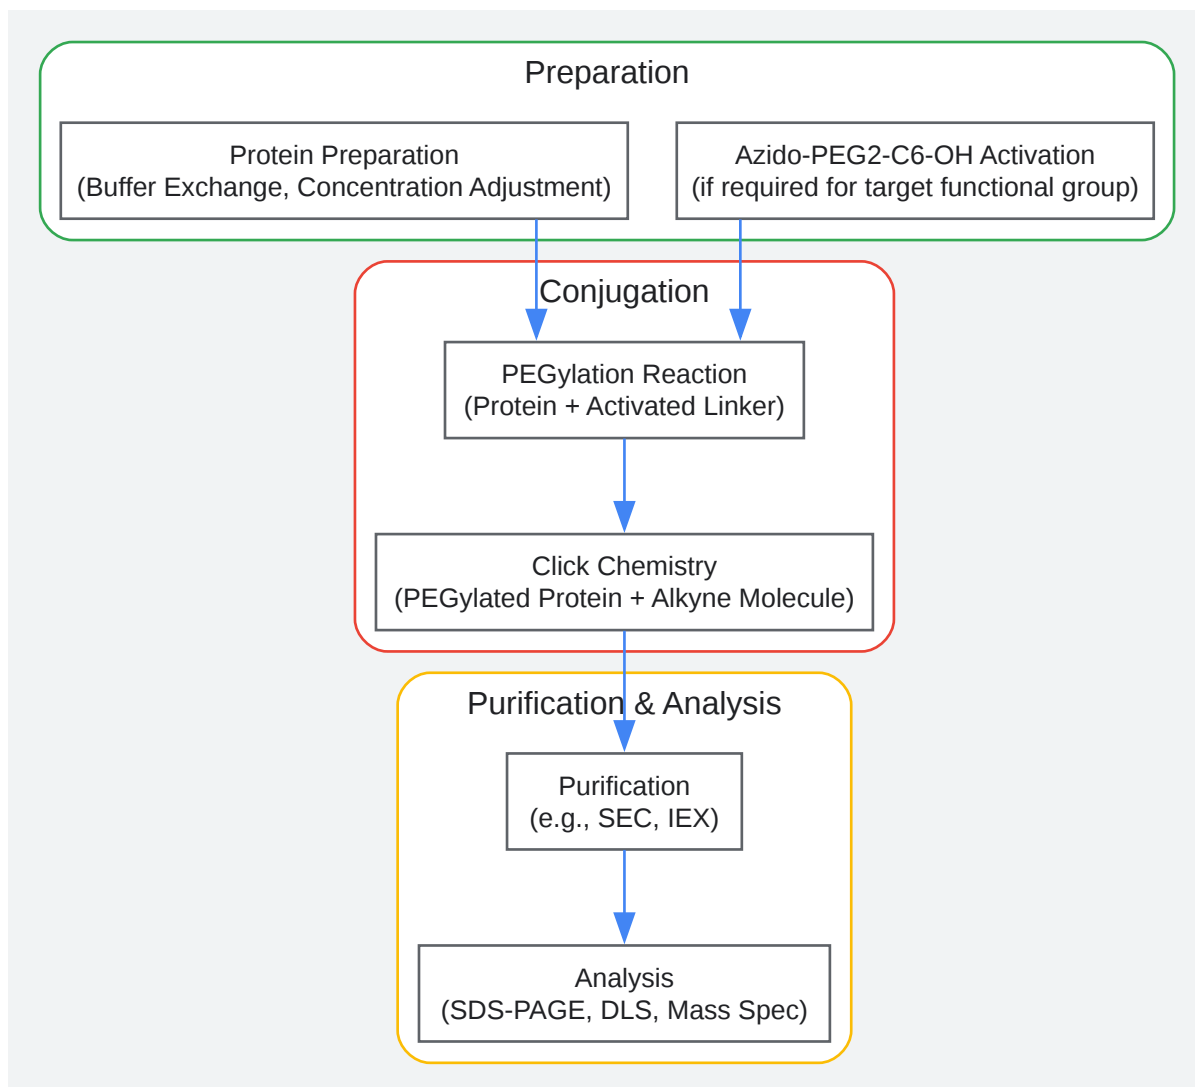 Preparation
Protein Preparation
(Buffer Exchange, Concentration Adjustment)
Azido-PEG2-C6-OH Activation
(if required for target functional group)
Conjugation
PEGylation Reaction
(Protein + Activated Linker)
Click Chemistry
(PEGylated Protein + Alkyne Molecule)
Purification & Analysis
Purification
(e.g., SEC, IEX)
Analysis
(SDS-PAGE, DLS, Mass Spec)